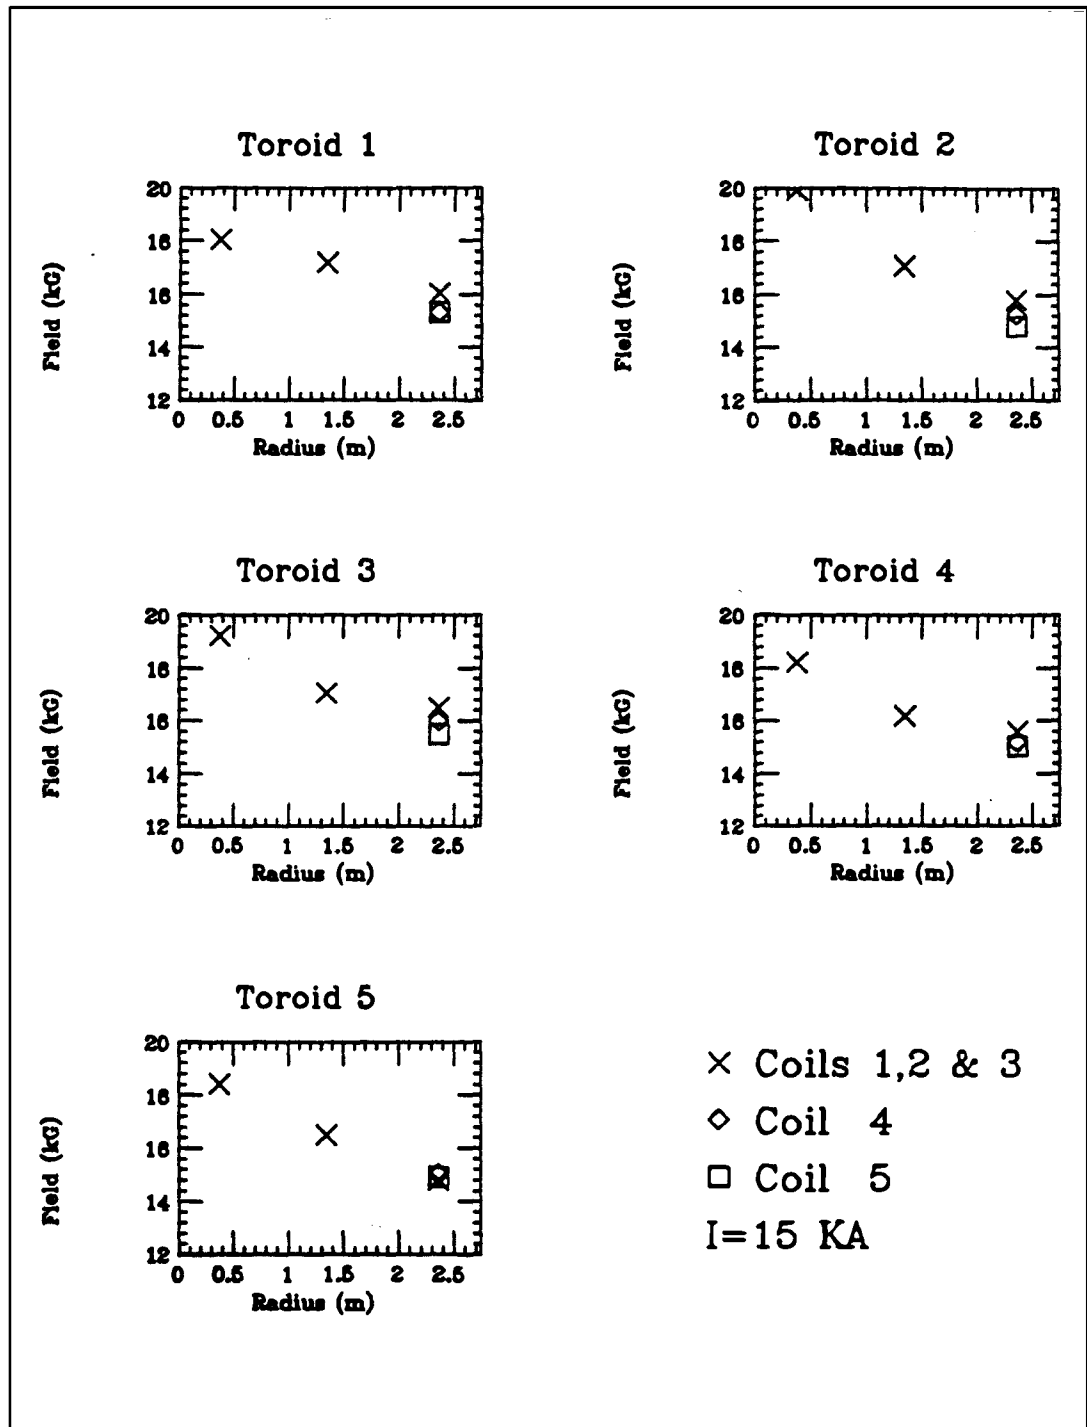 Toroid 1
20
18
16
14
12
Field (kG)
0 0.5 1 1.5 2 2.5
Radius (m)
Toroid 2
20
18
16
14
12
Field (kG)
0 0.5 1 1.5 2 2.5
Radius (m)
Toroid 3
20
18
16
14
12
Field (kG)
0 0.5 1 1.5 2 2.5
Radius (m)
Toroid 4
20
18
16
14
12
Field (kG)
0 0.5 1 1.5 2 2.5
Radius (m)
Toroid 5
20
18
16
14
12
Field (kG)
0 0.5 1 1.5 2 2.5
Radius (m)
Coils 1,2 & 3
Coil 4
Coil 5
I=15 KA